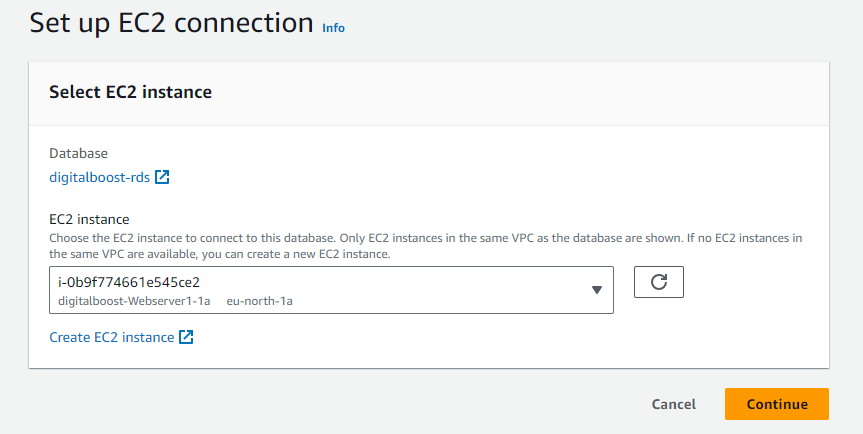 Set up EC2 connection Info
Select EC2 instance
Database
digitalboost-rds
EC2 instance
Choose the EC2 instance to connect to this database. Only EC2 instances in the same VPC as the database are shown. If no EC2 instances in
the same VPC are available, you can create a new EC2 instance.
i-0b9f774661e545ce2
digitalboost-Webserver1-1a eu-north-1a
Create EC2 instance
Cancel Continue